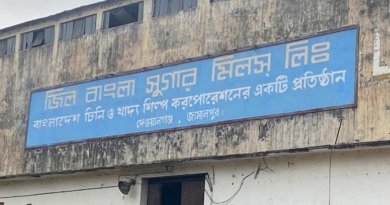 জিল বাংলা সুগার মিলস্ লিঃ
বাংলাদেশ চিনি ও খাদ্য শিল্প করপোরেশনের একটি প্রতিষ্ঠান
দেওয়ানগঞ্জ, জামালপুর।